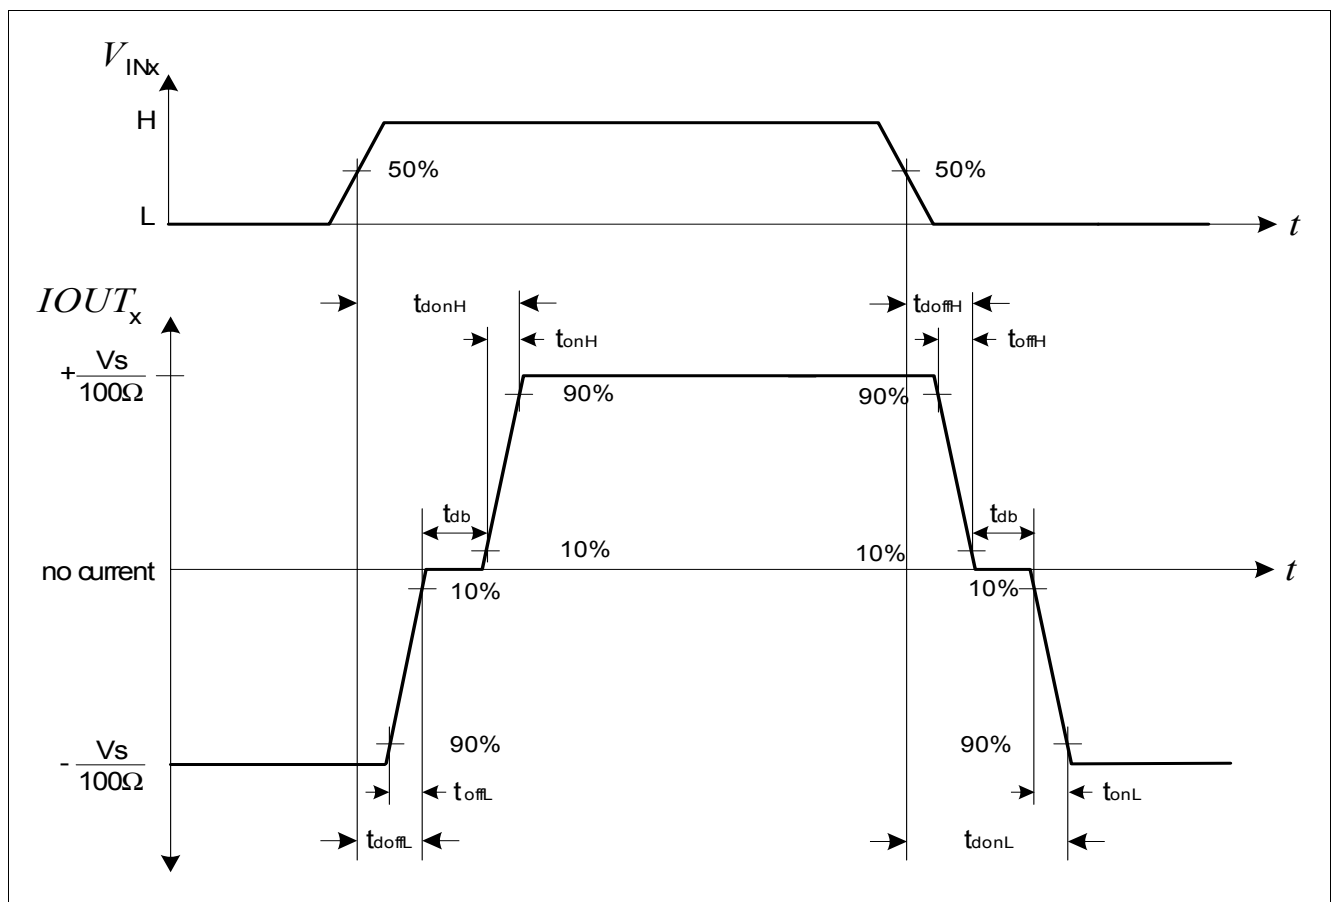 V INx
H
50% 50%
L
t
IOUTx
tdonH tdoffH
tonH toffH
+ Vs
100Ω
90% 90%
tdb tdb
10% 10%
no current
t
10% 10%
90% 90%
- Vs
100Ω
toffL tonL
tdoffL tdonL